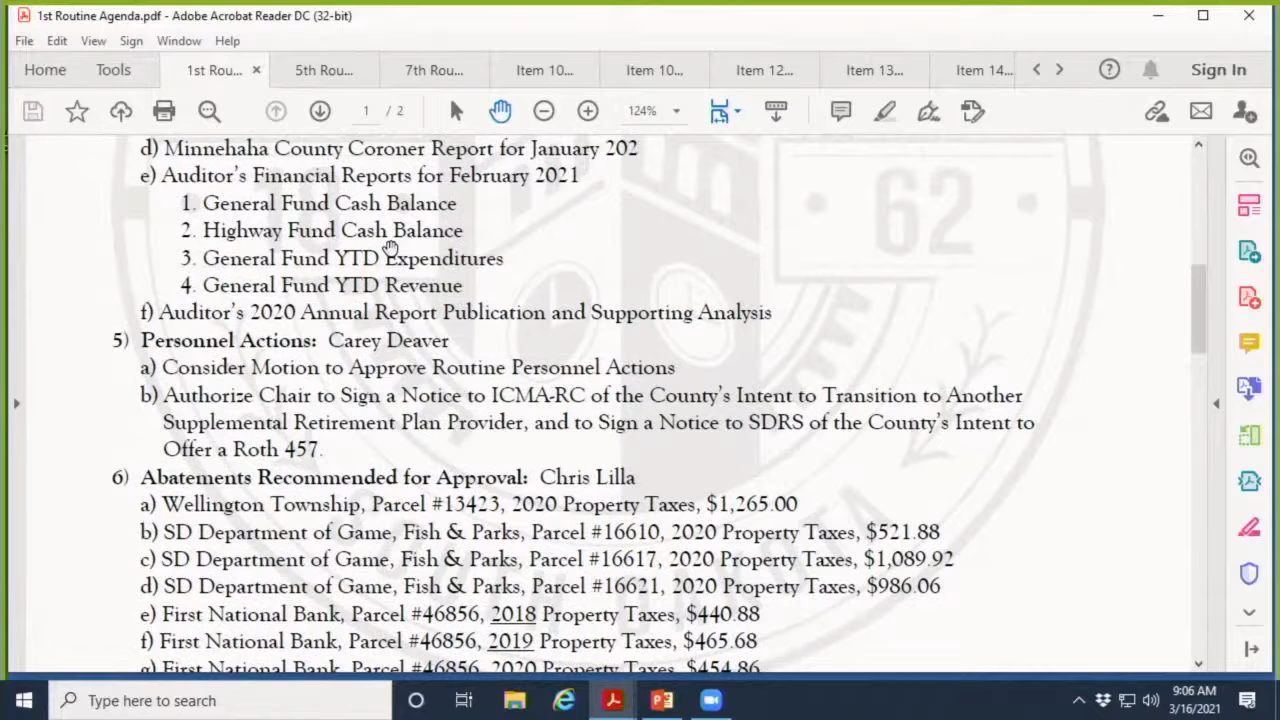 1st Routine Agenda.pdf - Adobe Acrobat Reader DC (32-bit)
File Edit View Sign Window Help
Home Tools 1st Rou... × 5th Rou... 7th Rou... Item 10... Item 10... Item 12... Item 13... Item 14... Sign In
1 / 2 124%
d) Minnehaha County Coroner Report for January 202
e) Auditor's Financial Reports for February 2021
1. General Fund Cash Balance
2. Highway Fund Cash Balance
3. General Fund YTD Expenditures
4. General Fund YTD Revenue
f) Auditor's 2020 Annual Report Publication and Supporting Analysis
5) Personnel Actions: Carey Deaver
a) Consider Motion to Approve Routine Personnel Actions
b) Authorize Chair to Sign a Notice to ICMA-RC of the County's Intent to Transition to Another
Supplemental Retirement Plan Provider, and to Sign a Notice to SDRS of the County's Intent to
Offer a Roth 457.
6) Abatements Recommended for Approval: Chris Lilla
a) Wellington Township, Parcel #13423, 2020 Property Taxes, $1,265.00
b) SD Department of Game, Fish & Parks, Parcel #16610, 2020 Property Taxes, $521.88
c) SD Department of Game, Fish & Parks, Parcel #16617, 2020 Property Taxes, $1,089.92
d) SD Department of Game, Fish & Parks, Parcel #16621, 2020 Property Taxes, $986.06
e) First National Bank, Parcel #46856, 2018 Property Taxes, $440.88
f) First National Bank, Parcel #46856, 2019 Property Taxes, $465.68
g) First National Bank, Parcel #46856, 2020 Property Taxes, $454.86
62
Type here to search
9:06 AM
3/16/2021